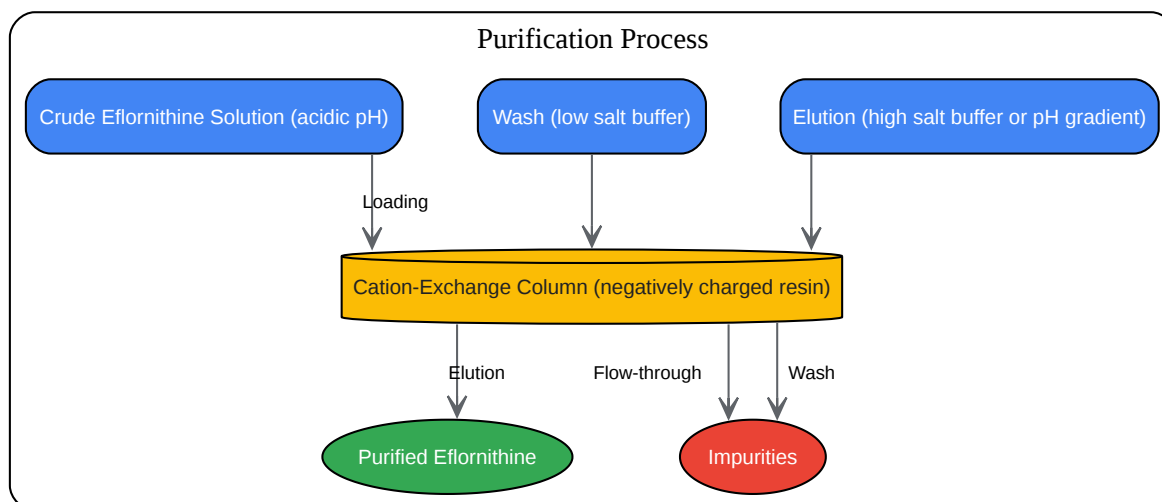 Purification Process
Crude Eflornithine Solution (acidic pH)
Wash (low salt buffer)
Elution (high salt buffer or pH gradient)
Loading
Cation-Exchange Column (negatively charged resin)
Elution
Flow-through
Wash
Purified Eflornithine
Impurities